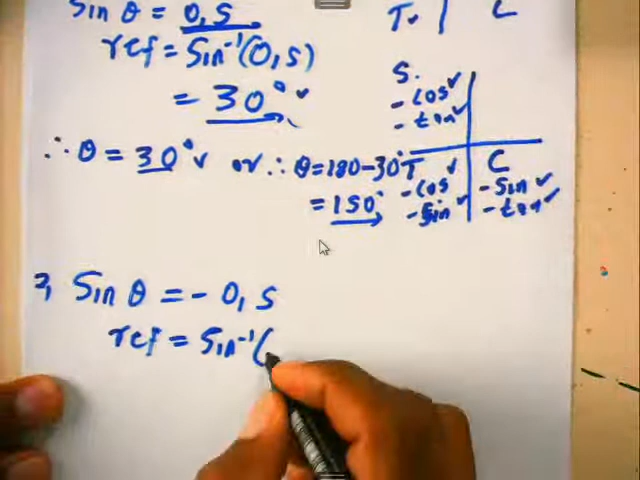 Sin θ = 0,5
ref = Sin⁻¹(0,5)
= 30°
∴ θ = 30° or ∴ θ = 180 - 30°
= 150°
T. | C
S.
- cos
- tan
T C
- cos - Sin
- Sin - tan
2, Sin θ = - 0,5
ref = Sin⁻¹(